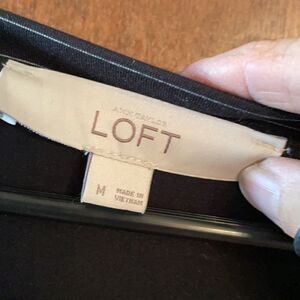 ANN TAYLOR
LOFT
M
MADE IN
VIETNAM